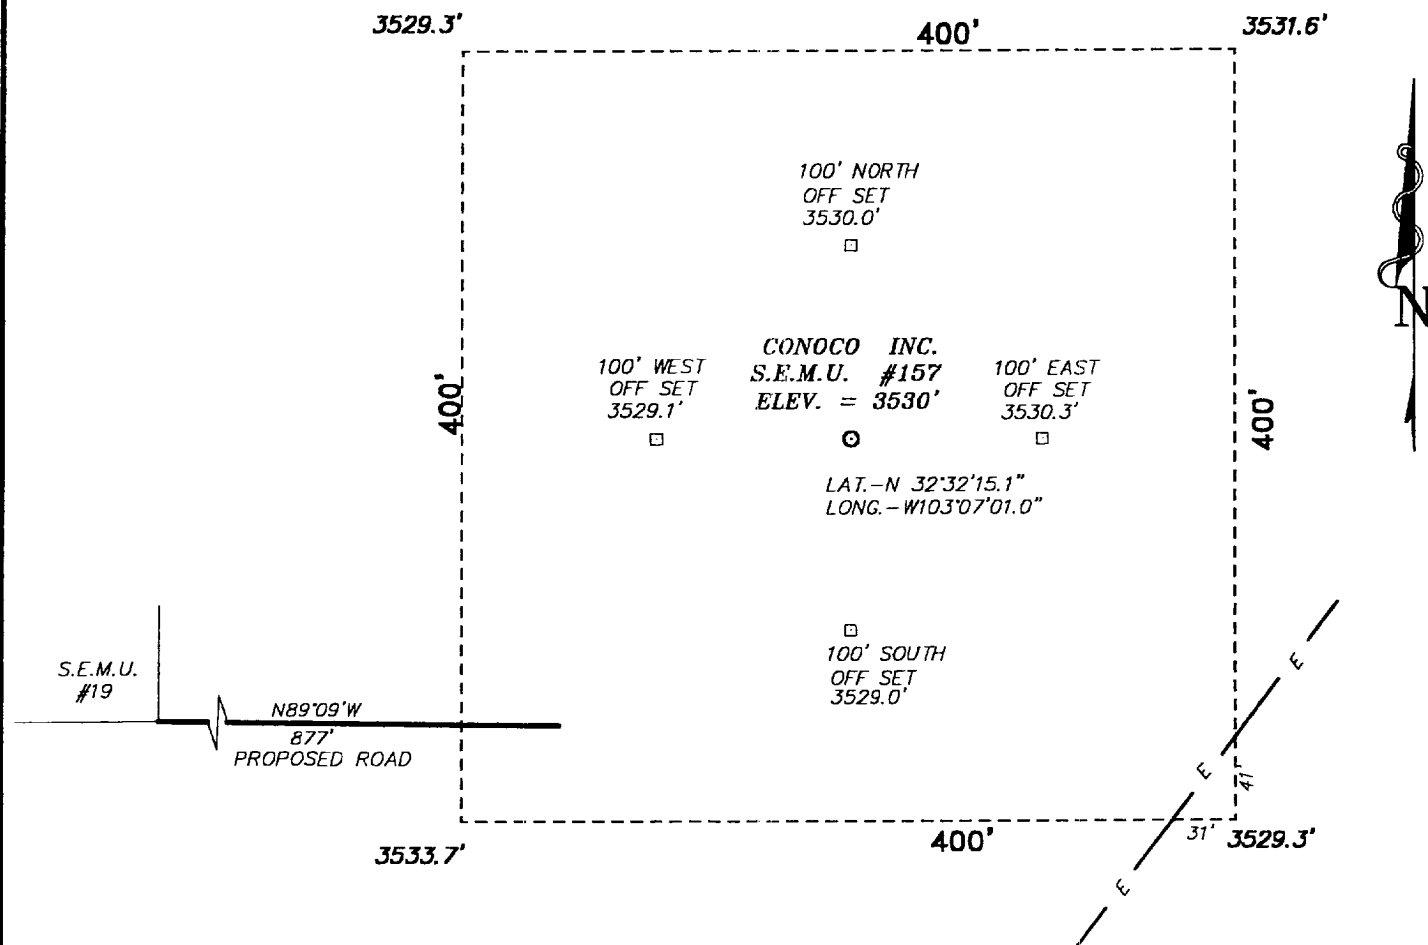 3529.3'
400'
3531.6'
100' NORTH
OFF SET
3530.0'
N
CONOCO INC.
S.E.M.U. #157
ELEV. = 3530'
100' WEST
OFF SET
3529.1'
100' EAST
OFF SET
3530.3'
400'
400'
LAT.-N 32°32'15.1"
LONG.-W103°07'01.0"
100' SOUTH
OFF SET
3529.0'
S.E.M.U.
#19
N89°09'W
877'
PROPOSED ROAD
E
E
E
41'
31'
400'
3533.7'
3529.3'